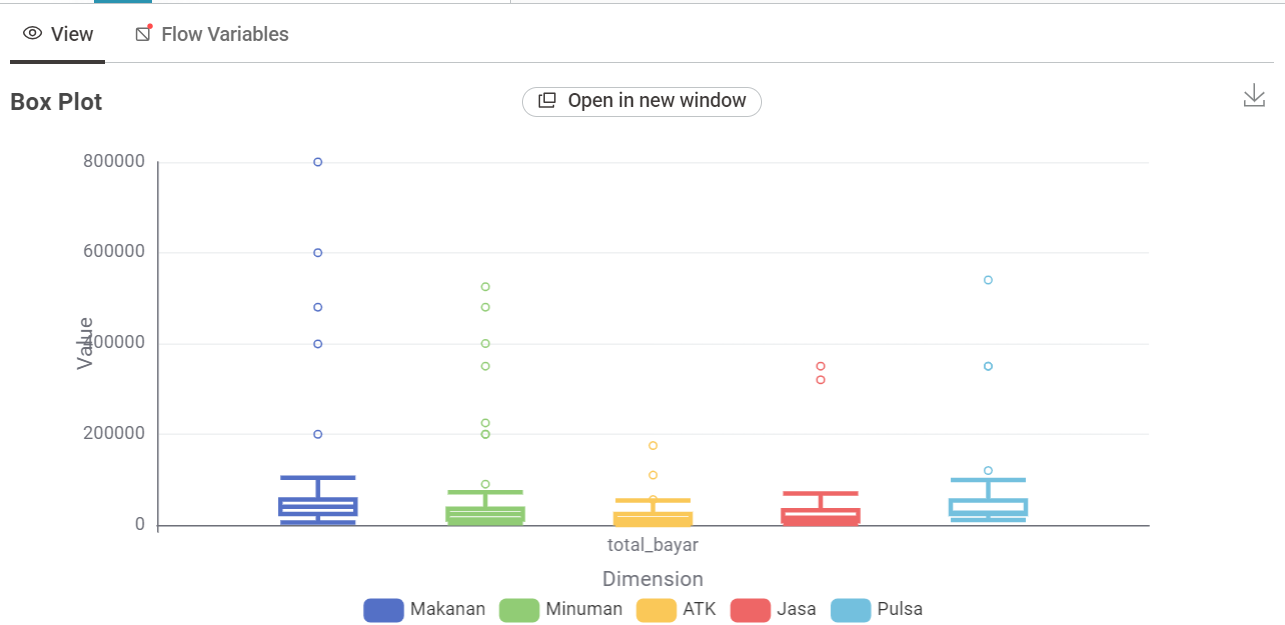 View Flow Variables
Box Plot
Open in new window
800000
600000
400000
200000
0
Value
total_bayar
Dimension
Makanan Minuman ATK Jasa Pulsa